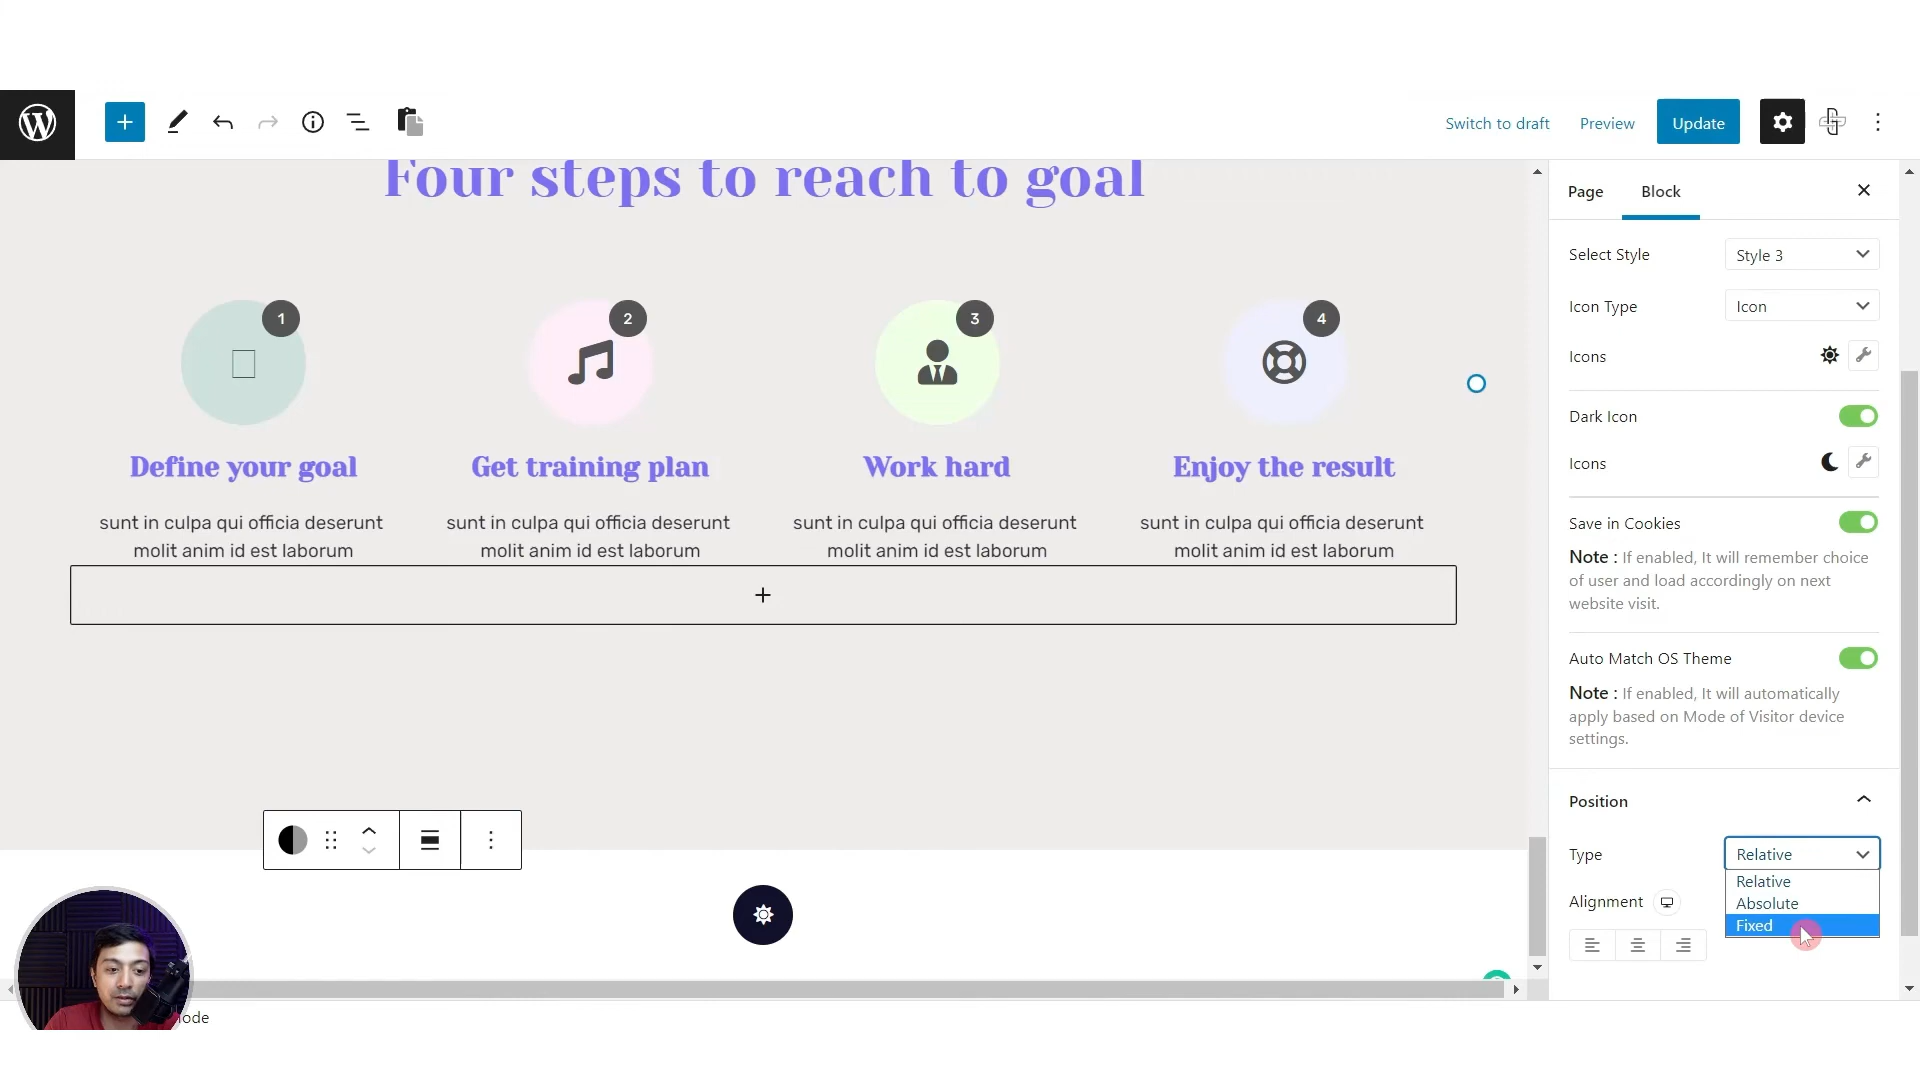 Switch to draft
Preview
Update
Four steps to reach to goal
1
2
3
4
Define your goal
Get training plan
Work hard
Enjoy the result
sunt in culpa qui officia deserunt
molit anim id est laborum
sunt in culpa qui officia deserunt
molit anim id est laborum
sunt in culpa qui officia deserunt
molit anim id est laborum
sunt in culpa qui officia deserunt
molit anim id est laborum
Page
Block
Select Style
Style 3
Icon Type
Icon
Icons
Dark Icon
Icons
Save in Cookies
Note : If enabled, It will remember choice
of user and load accordingly on next
website visit.
Auto Match OS Theme
Note : If enabled, It will automatically
apply based on Mode of Visitor device
settings.
Position
Type
Relative
Relative
Absolute
Fixed
Alignment